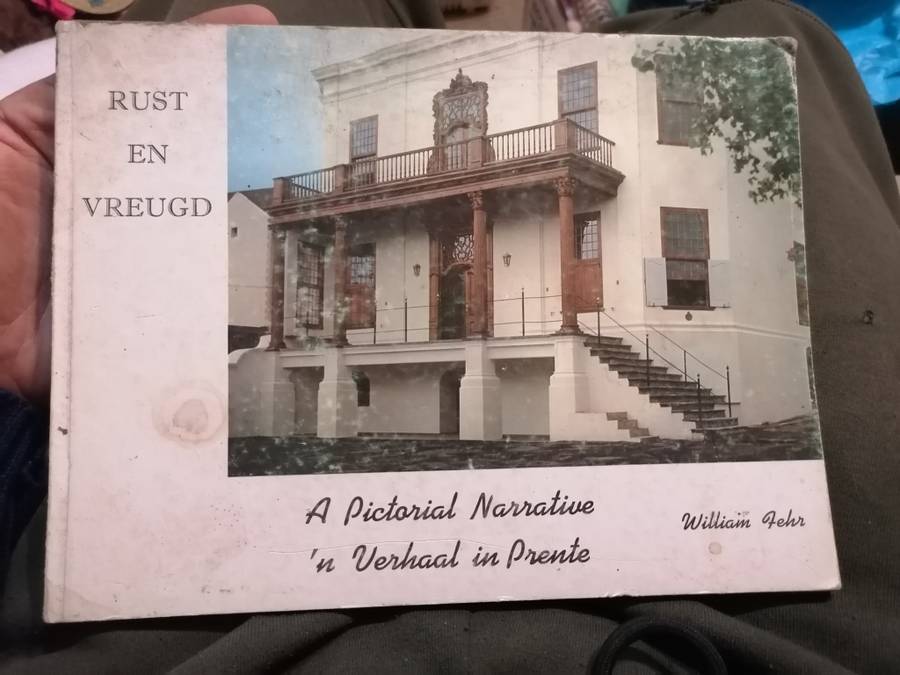 RUST
EN
VREUGD
A Pictorial Narrative
'n Verhaal in Prente
William Fehr